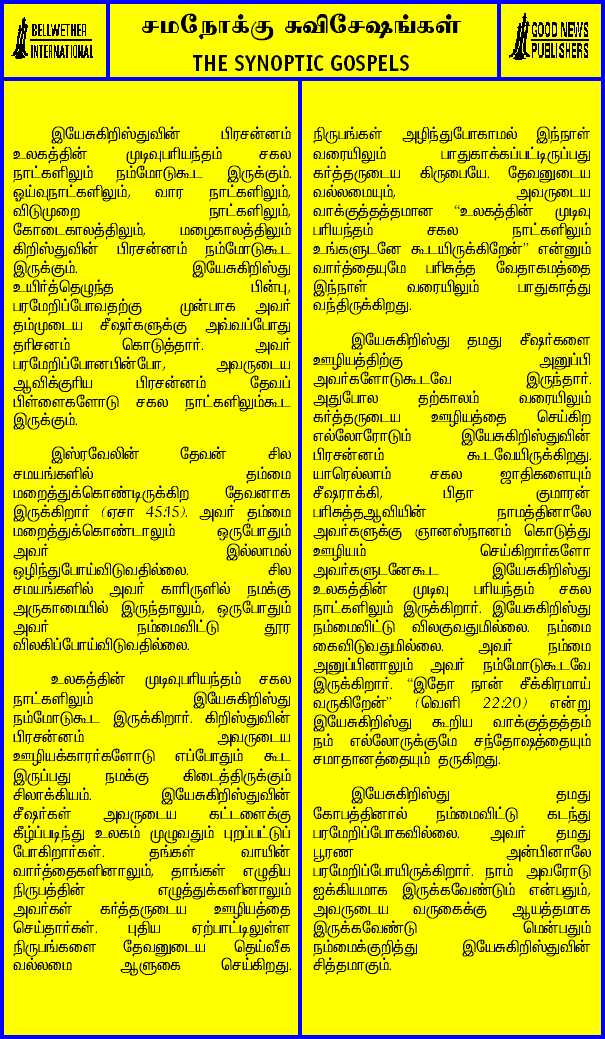 BELLWETHER
INTERNATIONAL
சமநோக்கு சுவிசேஷங்கள்
THE SYNOPTIC GOSPELS
GOOD NEWS
PUBLISHERS
இயேசுகிறிஸ்துவின் பிரசன்னம்
உலகத்தின் முடிவுபரியந்தம் சகல
நாட்களிலும் நம்மோடுகூட இருக்கும்.
ஓய்வுநாட்களிலும், வார நாட்களிலும்,
விடுமுறை நாட்களிலும்,
கோடைகாலத்திலும், மழைகாலத்திலும்
கிறிஸ்துவின் பிரசன்னம் நம்மோடுகூட
இருக்கும். இயேசுகிறிஸ்து
உயிர்த்தெழுந்த பின்பு,
பரமேறிப்போவதற்கு முன்பாக அவர்
தம்முடைய சீஷர்களுக்கு அவ்வப்போது
தரிசனம் கொடுத்தார். அவர்
பரமேறிப்போனபின்போ, அவருடைய
ஆவிக்குரிய பிரசன்னம் தேவப்
பிள்ளைகளோடு சகல நாட்களிலும்கூட
இருக்கும்.
இஸ்ரவேலின் தேவன் சில
சமயங்களில் தம்மை
மறைத்துக்கொண்டிருக்கிற தேவனாக
இருக்கிறார் (ஏசா 45:15). அவர் தம்மை
மறைத்துக்கொண்டாலும் ஒருபோதும்
அவர் இல்லாமல்
ஒழிந்துபோய்விடுவதில்லை. சில
சமயங்களில் அவர் காரிருளில் நமக்கு
அருகாமையில் இருந்தாலும், ஒருபோதும்
அவர் நம்மைவிட்டு தூர
விலகிப்போய்விடுவதில்லை.
உலகத்தின் முடிவுபரியந்தம் சகல
நாட்களிலும் இயேசுகிறிஸ்து
நம்மோடுகூட இருக்கிறார். கிறிஸ்துவின்
பிரசன்னம் அவருடைய
ஊழியக்காரர்களோடு எப்போதும் கூட
இருப்பது நமக்கு கிடைத்திருக்கும்
சிலாக்கியம். இயேசுகிறிஸ்துவின்
சீஷர்கள் அவருடைய கட்டளைக்கு
கீழ்ப்படிந்து உலகம் முழுவதும் புறப்பட்டுப்
போகிறார்கள். தங்கள் வாயின்
வார்த்தைகளினாலும், தாங்கள் எழுதிய
நிருபத்தின் எழுத்துக்களினாலும்
அவர்கள் கர்த்தருடைய ஊழியத்தை
செய்தார்கள். புதிய ஏற்பாட்டிலுள்ள
நிருபங்களை தேவனுடைய தெய்வீக
வல்லமை ஆளுகை செய்கிறது.
நிருபங்கள் அழிந்துபோகாமல் இந்நாள்
வரையிலும் பாதுகாக்கப்பட்டிருப்பது
கர்த்தருடைய கிருபையே. தேவனுடைய
வல்லமையும், அவருடைய
வாக்குத்தத்தமான “உலகத்தின் முடிவு
பரியந்தம் சகல நாட்களிலும்
உங்களுடனே கூடயிருக்கிறேன்” என்னும்
வார்த்தையுமே பரிசுத்த வேதாகமத்தை
இந்நாள் வரையிலும் பாதுகாத்து
வந்திருக்கிறது.
இயேசுகிறிஸ்து தமது சீஷர்களை
ஊழியத்திற்கு அனுப்பி
அவர்களோடுகூடவே இருந்தார்.
அதுபோல தற்காலம் வரையிலும்
கர்த்தருடைய ஊழியத்தை செய்கிற
எல்லோரோடும் இயேசுகிறிஸ்துவின்
பிரசன்னம் கூடவேயிருக்கிறது.
யாரெல்லாம் சகல ஜாதிகளையும்
சீஷராக்கி, பிதா குமாரன்
பரிசுத்தஆவியின் நாமத்தினாலே
அவர்களுக்கு ஞானஸ்நானம் கொடுத்து
ஊழியம் செய்கிறார்களோ
அவர்களுடனேகூட இயேசுகிறிஸ்து
உலகத்தின் முடிவு பரியந்தம் சகல
நாட்களிலும் இருக்கிறார். இயேசுகிறிஸ்து
நம்மைவிட்டு விலகுவதுமில்லை. நம்மை
கைவிடுவதுமில்லை. அவர் நம்மை
அனுப்பினாலும் அவர் நம்மோடுகூடவே
இருக்கிறார். “இதோ நான் சீக்கிரமாய்
வருகிறேன்” (வெளி 22:20) என்று
இயேசுகிறிஸ்து கூறிய வாக்குத்தத்தம்
நம் எல்லோருக்குமே சந்தோஷத்தையும்
சமாதானத்தையும் தருகிறது.
இயேசுகிறிஸ்து தமது
கோபத்தினால் நம்மைவிட்டு கடந்து
பரமேறிப்போகவில்லை. அவர் தமது
பூரண அன்பினாலே
பரமேறிப்போயிருக்கிறார். நாம் அவரோடு
ஐக்கியமாக இருக்கவேண்டும் என்பதும்,
அவருடைய வருகைக்கு ஆயத்தமாக
இருக்கவேண்டு மென்பதும்
நம்மைக்குறித்து இயேசுகிறிஸ்துவின்
சித்தமாகும்.